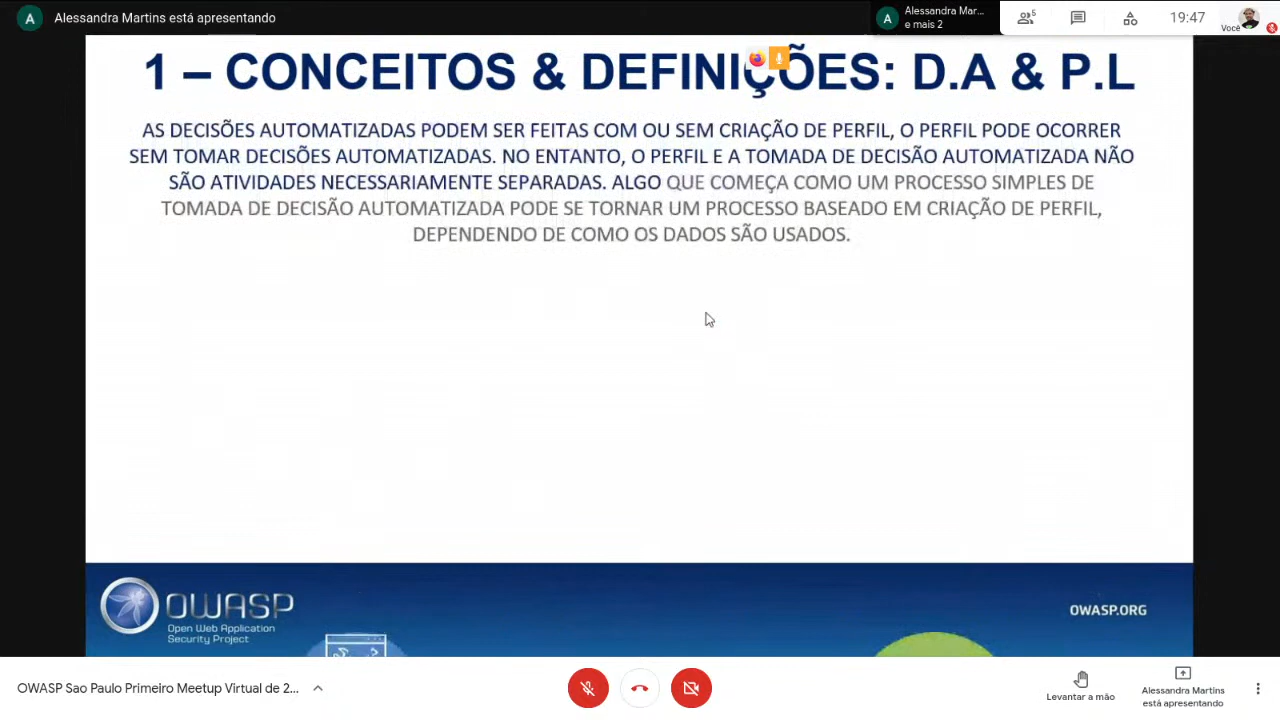 A
Alessandra Martins está apresentando
A
Alessandra Mar...
e mais 2
5
19:47
Você
1 – CONCEITOS & DEFINIÇÕES: D.A & P.L
AS DECISÕES AUTOMATIZADAS PODEM SER FEITAS COM OU SEM CRIAÇÃO DE PERFIL, O PERFIL PODE OCORRER
SEM TOMAR DECISÕES AUTOMATIZADAS. NO ENTANTO, O PERFIL E A TOMADA DE DECISÃO AUTOMATIZADA NÃO
SÃO ATIVIDADES NECESSARIAMENTE SEPARADAS. ALGO QUE COMEÇA COMO UM PROCESSO SIMPLES DE
TOMADA DE DECISÃO AUTOMATIZADA PODE SE TORNAR UM PROCESSO BASEADO EM CRIAÇÃO DE PERFIL,
DEPENDENDO DE COMO OS DADOS SÃO USADOS.
OWASP
Open Web Application
Security Project
OWASP.ORG
OWASP Sao Paulo Primeiro Meetup Virtual de 2...
Levantar a mão
Alessandra Martins
está apresentando